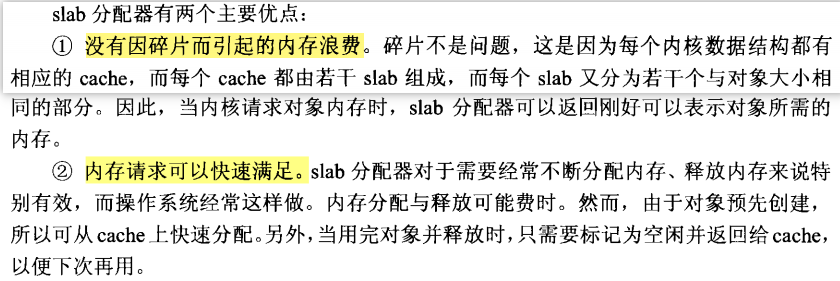 slab 分配器有两个主要优点：
① 没有因碎片而引起的内存浪费。碎片不是问题，这是因为每个内核数据结构都有
相应的 cache，而每个 cache 都由若干 slab 组成，而每个 slab 又分为若干个与对象大小相
同的部分。因此，当内核请求对象内存时，slab 分配器可以返回刚好可以表示对象所需的
内存。
② 内存请求可以快速满足。slab 分配器对于需要经常不断分配内存、释放内存来说特
别有效，而操作系统经常这样做。内存分配与释放可能费时。然而，由于对象预先创建，
所以可从 cache 上快速分配。另外，当用完对象并释放时，只需要标记为空闲并返回给 cache，
以便下次再用。